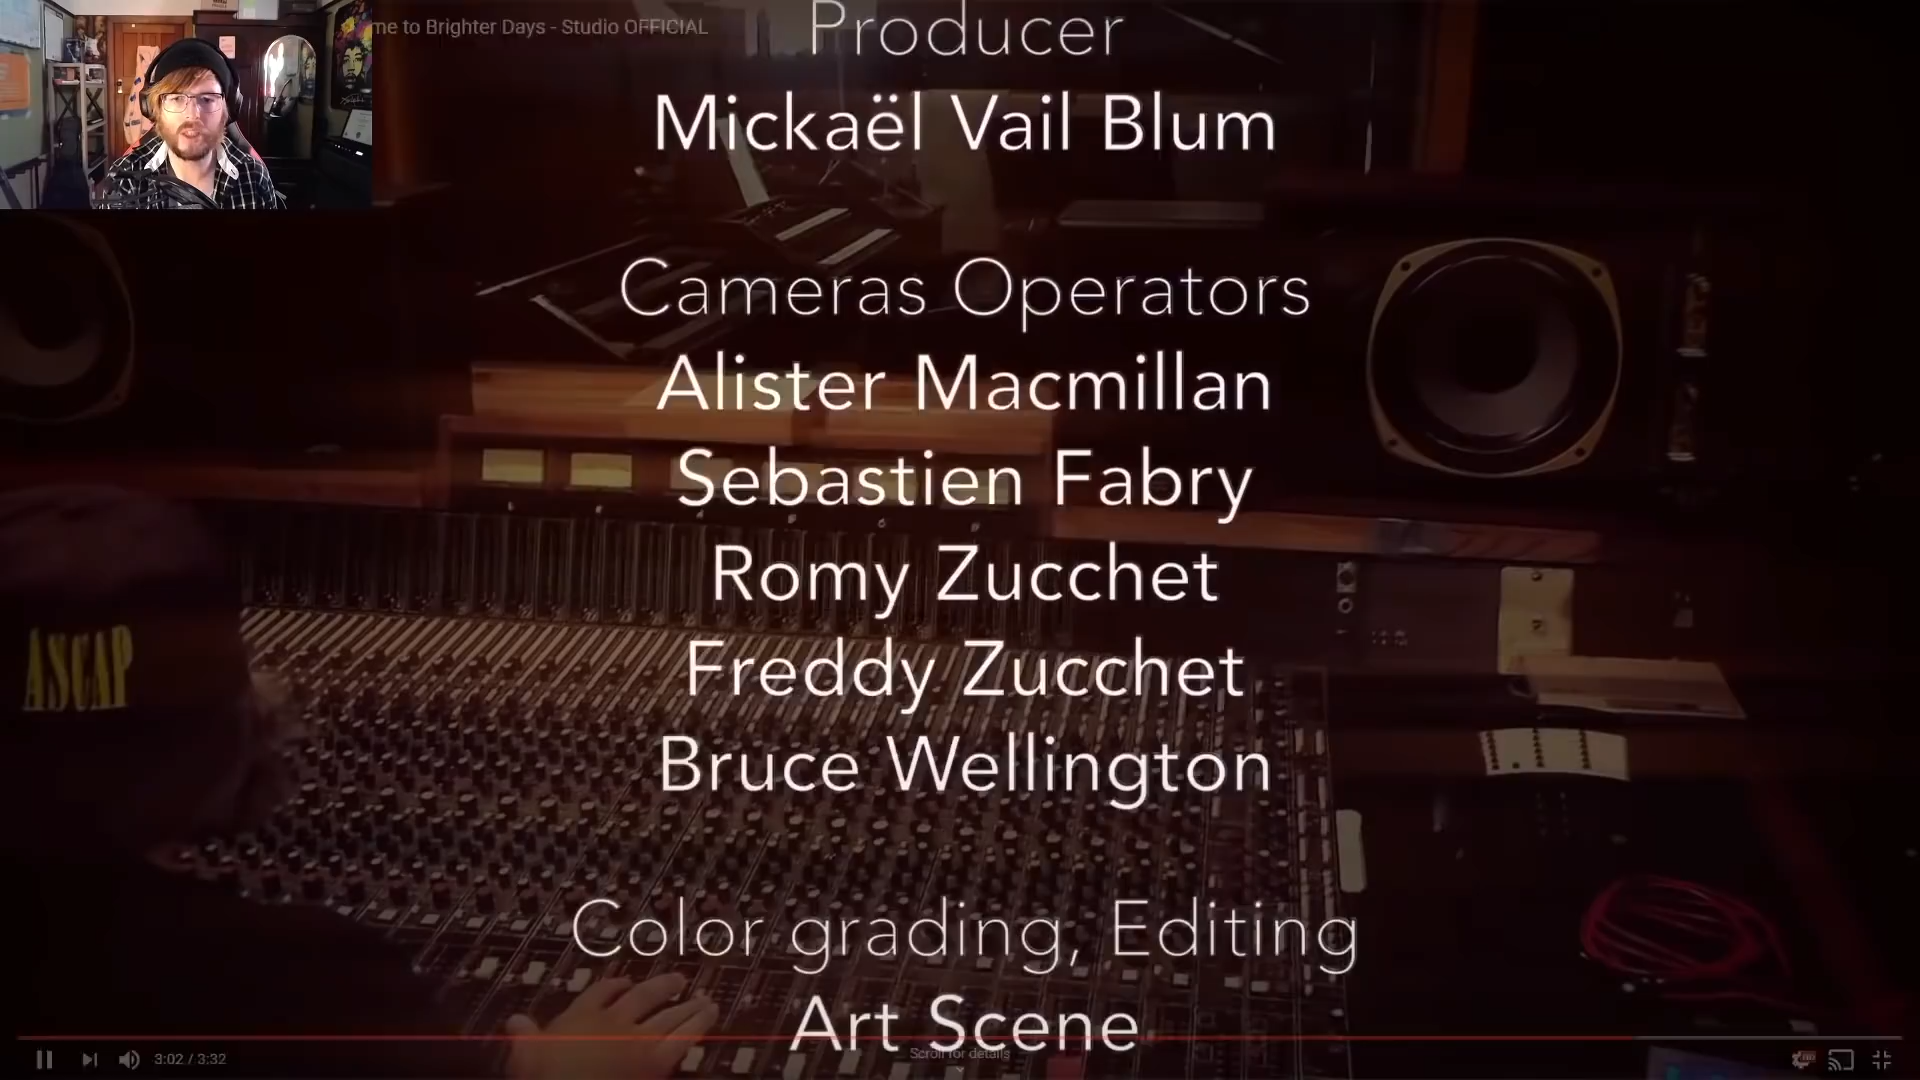 me to Brighter Days - Studio OFFICIAL
Producer
Mickaël Vail Blum
Cameras Operators
Alister Macmillan
Sebastien Fabry
Romy Zucchet
Freddy Zucchet
Bruce Wellington
ASCAP
Color grading, Editing
Art Scene
3:02 / 3:32
Scroll for details